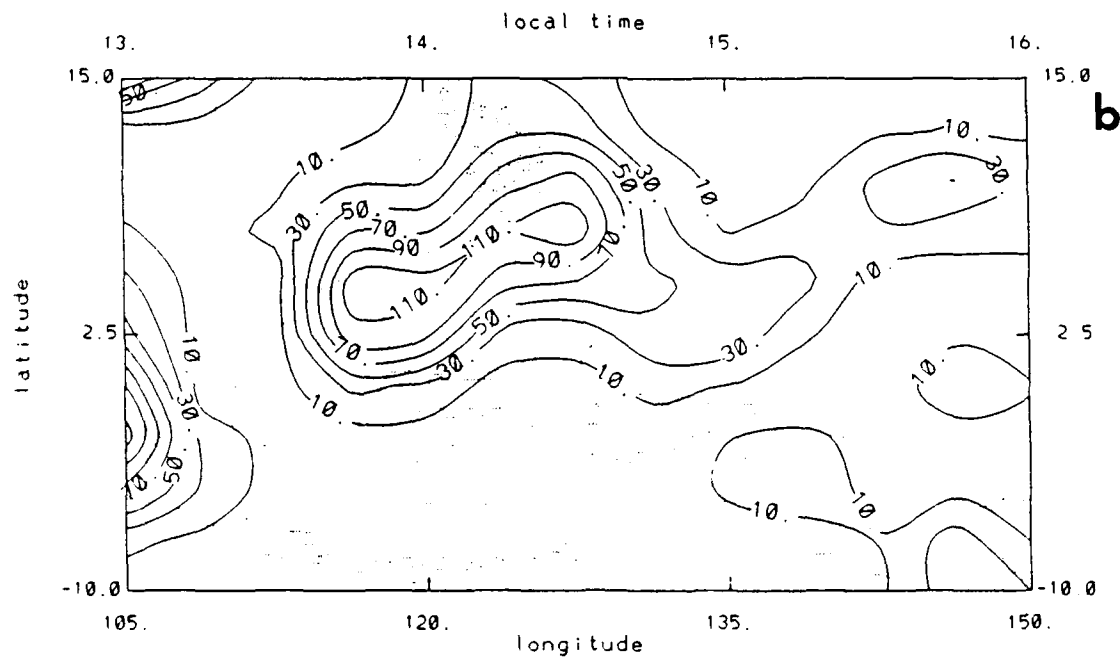 local time
13. 14. 15. 16.
15.0 15.0
b
50
10. 10. 30.
10. 50. 30. 10.
30. 50. 70. 90 110. 70.
110. 90. 10.
latitude
2.5 2 5
10 70. 50. 30. 30. 10.
30. 10. 10.
50. 10. 10
-10.0 -10.0
105. 120. 135. 150.
longitude